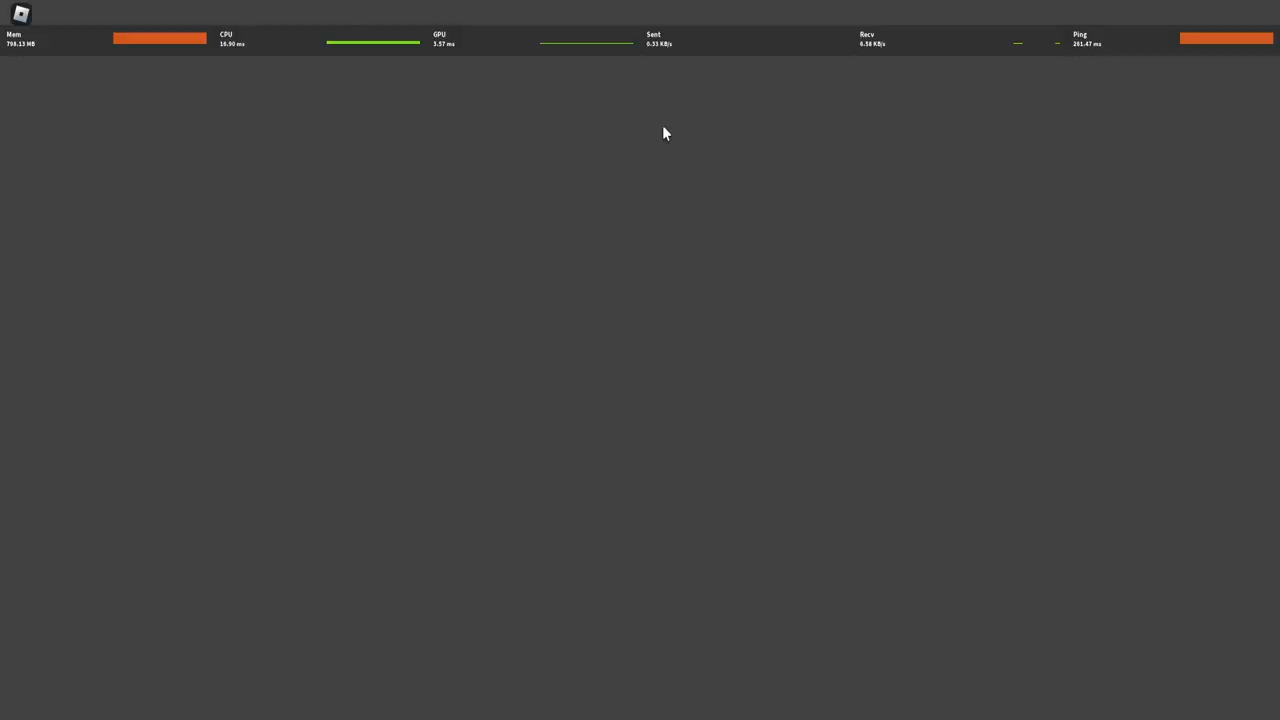 Mem
798.13 MB
CPU
16.90 ms
GPU
3.57 ms
Sent
0.33 KB/s
Recv
0.58 KB/s
Ping
261.47 ms